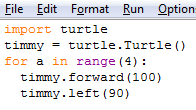 File Edit Format Run Options
import turtle
timmy = turtle.Turtle()
for a in range(4):
  timmy.forward(100)
  timmy.left(90)